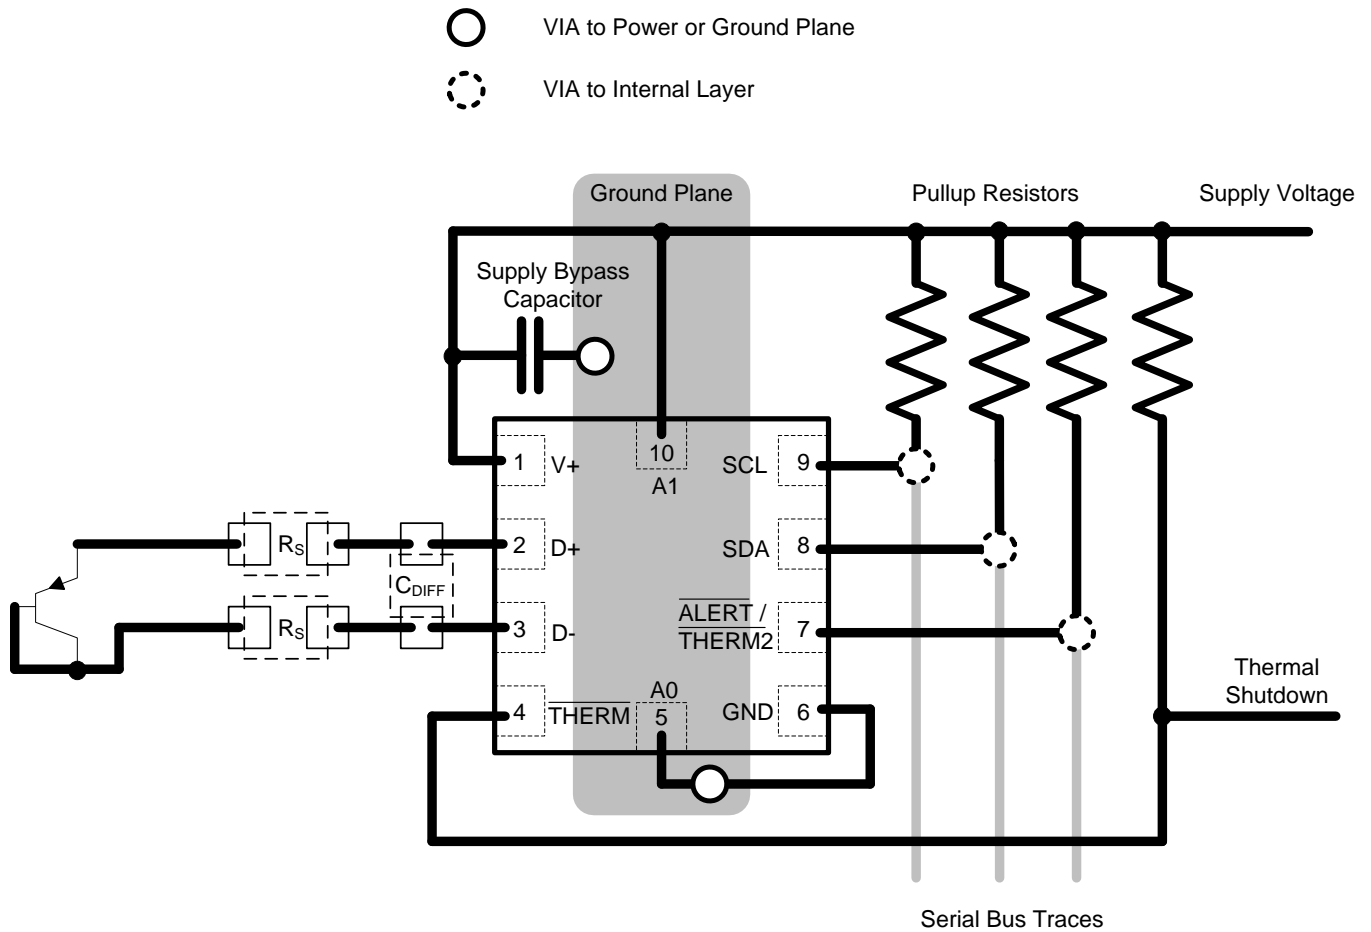 VIA to Power or Ground Plane
VIA to Internal Layer
Ground Plane
Pullup Resistors
Supply Voltage
Supply Bypass
Capacitor
1
V+
10
A1
SCL
9
RS
2
D+
SDA
8
CDIFF
RS
3
D-
ALERT /
THERM2
7
Thermal
Shutdown
4
THERM
A0
5
GND
6
Serial Bus Traces